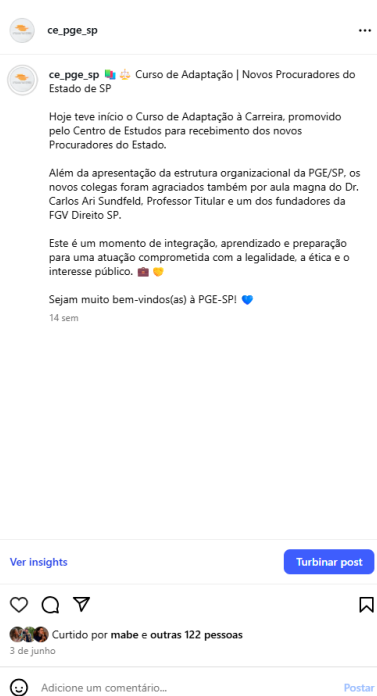 ce_pge_sp
ce_pge_sp 📚⚖️ Curso de Adaptação | Novos Procuradores do
Estado de SP
Hoje teve início o Curso de Adaptação à Carreira, promovido
pelo Centro de Estudos para recebimento dos novos
Procuradores do Estado.
Além da apresentação da estrutura organizacional da PGE/SP, os
novos colegas foram agraciados também por aula magna do Dr.
Carlos Ari Sundfeld, Professor Titular e um dos fundadores da
FGV Direito SP.
Este é um momento de integração, aprendizado e preparação
para uma atuação comprometida com a legalidade, a ética e o
interesse público. 💼🤝
Sejam muito bem-vindos(as) à PGE-SP! 💙
14 sem
Ver insights
Turbinar post
Curtido por mabe e outras 122 pessoas
3 de junho
Adicione um comentário...
Postar